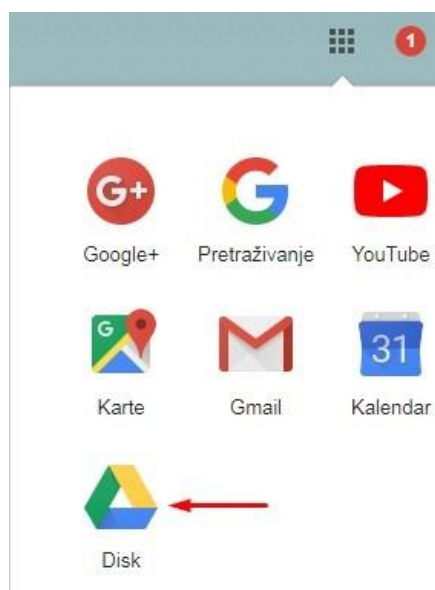 1
G+
G
Google+
Pretraživanje
YouTube
G
31
Karte
Gmail
Kalendar
Disk